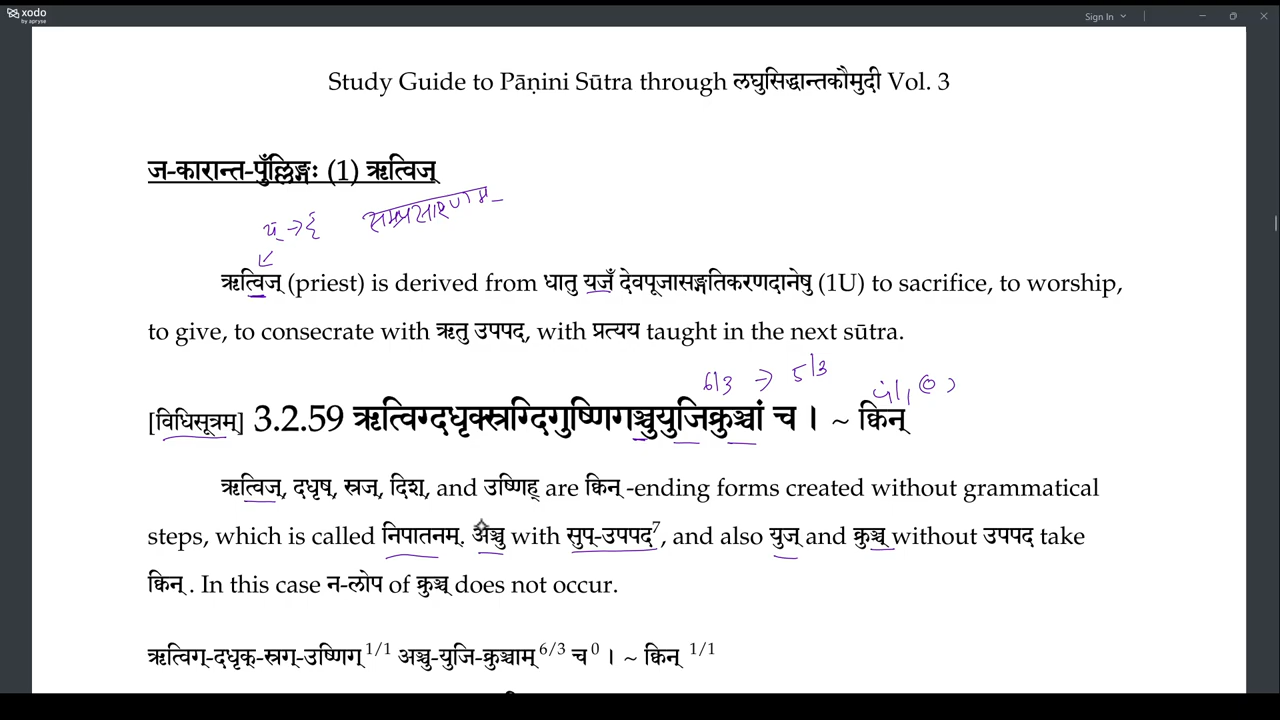 xodo
by apryse
Sign In
Study Guide to Pāṇini Sūtra through लघुसिद्धान्तकौमुदी Vol. 3
ज-कारान्त-पुँल्लिङ्गः (1) ऋत्विज्
य् → इ सम्प्रसारणम्
ऋत्विज् (priest) is derived from धातु यजँ देवपूजासङ्गतिकरणदानेषु (1U) to sacrifice, to worship,
to give, to consecrate with ऋतु उपपद, with प्रत्यय taught in the next sūtra.
6/3 → 5/3
[विधिसूत्रम्] 3.2.59 ऋत्विग्दधृक्स्रग्दिगुष्णिगञ्चुयुजिक्रुञ्चां च । ~ क्विन्
ऋत्विज्, दधृष्, स्रज्, दिश्, and उष्णिह् are क्विन् -ending forms created without grammatical
steps, which is called निपातनम्. अञ्चु with सुप्-उपपद7, and also युज् and क्रुञ्च् without उपपद take
क्विन् . In this case न-लोप of क्रुञ्च् does not occur.
ऋत्विग्-दधृक्-स्रग्-उष्णिग् 1/1 अञ्चु-युजि-क्रुञ्चाम् 6/3 च 0 । ~ क्विन् 1/1